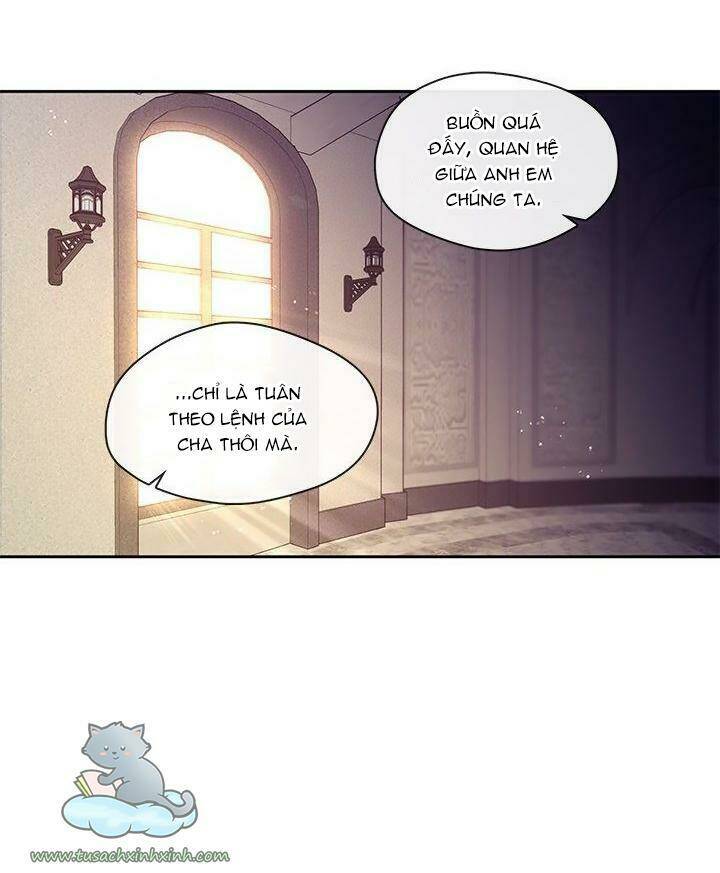 BUỒN QUÁ
ĐẤY, QUAN HỆ
GIỮA ANH EM
CHÚNG TA.
...CHỈ LÀ TUÂN
THEO LỆNH CỦA
CHA THÔI MÀ.
www.tusachxinhxinh.com